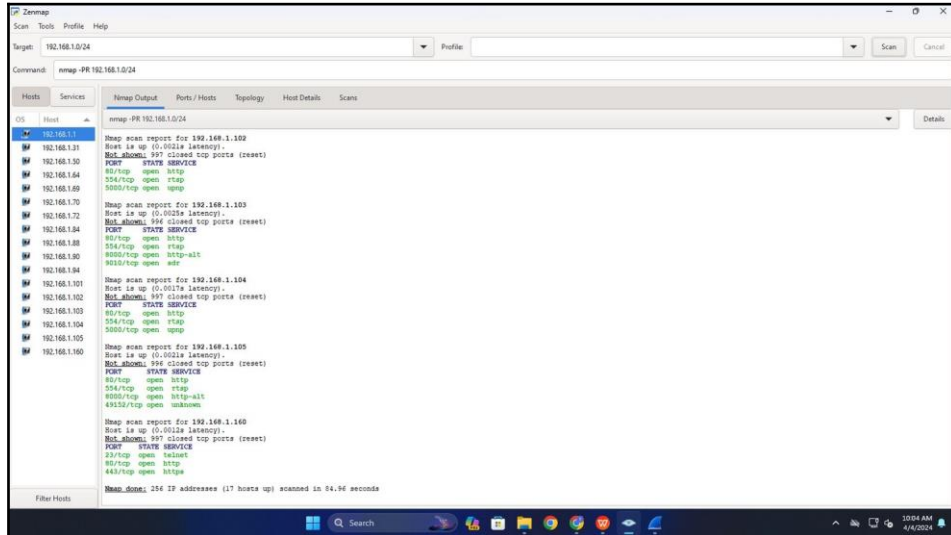 Zenmap
Scan Tools Profile Help
Target: 192.168.1.0/24 Profile: Scan Cancel
Command: nmap -PR 192.168.1.0/24
Hosts Services
Nmap Output Ports / Hosts Topology Host Details Scans
OS Host
192.168.1.1
192.168.1.31
192.168.1.50
192.168.1.64
192.168.1.69
192.168.1.70
192.168.1.72
192.168.1.84
192.168.1.88
192.168.1.90
192.168.1.94
192.168.1.101
192.168.1.102
192.168.1.103
192.168.1.104
192.168.1.105
192.168.1.160
Filter Hosts
nmap -PR 192.168.1.0/24 Details
Nmap scan report for 192.168.1.102
Host is up (0.0021s latency).
Not shown: 997 closed tcp ports (reset)
PORT STATE SERVICE
80/tcp open http
554/tcp open rtsp
5000/tcp open upnp
Nmap scan report for 192.168.1.103
Host is up (0.0025s latency).
Not shown: 996 closed tcp ports (reset)
PORT STATE SERVICE
80/tcp open http
554/tcp open rtsp
8000/tcp open http-alt
9010/tcp open sdr
Nmap scan report for 192.168.1.104
Host is up (0.0017s latency).
Not shown: 997 closed tcp ports (reset)
PORT STATE SERVICE
80/tcp open http
554/tcp open rtsp
5000/tcp open upnp
Nmap scan report for 192.168.1.105
Host is up (0.0021s latency).
Not shown: 996 closed tcp ports (reset)
PORT STATE SERVICE
80/tcp open http
554/tcp open rtsp
8000/tcp open http-alt
49152/tcp open unknown
Nmap scan report for 192.168.1.160
Host is up (0.0012s latency).
Not shown: 997 closed tcp ports (reset)
PORT STATE SERVICE
23/tcp open telnet
80/tcp open http
443/tcp open https
Nmap done: 256 IP addresses (17 hosts up) scanned in 84.96 seconds
Search
10:04 AM
4/4/2024